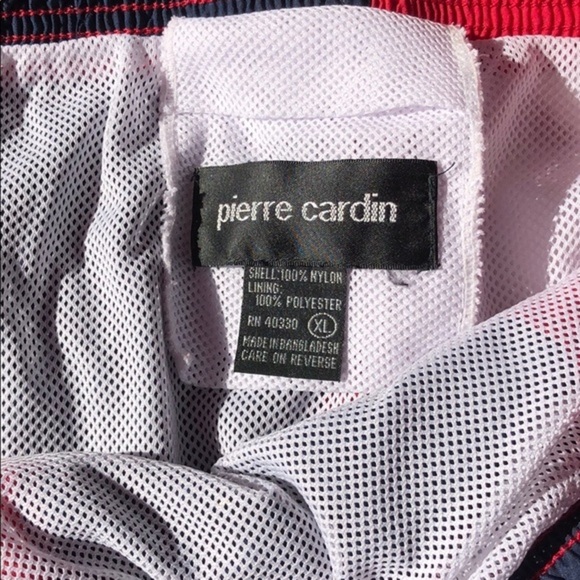 pierre cardin
SHELL:100% NYLON
LINING:
100% POLYESTER
RN 40330 XL
MADE IN BANGLADESH
CARE ON REVERSE